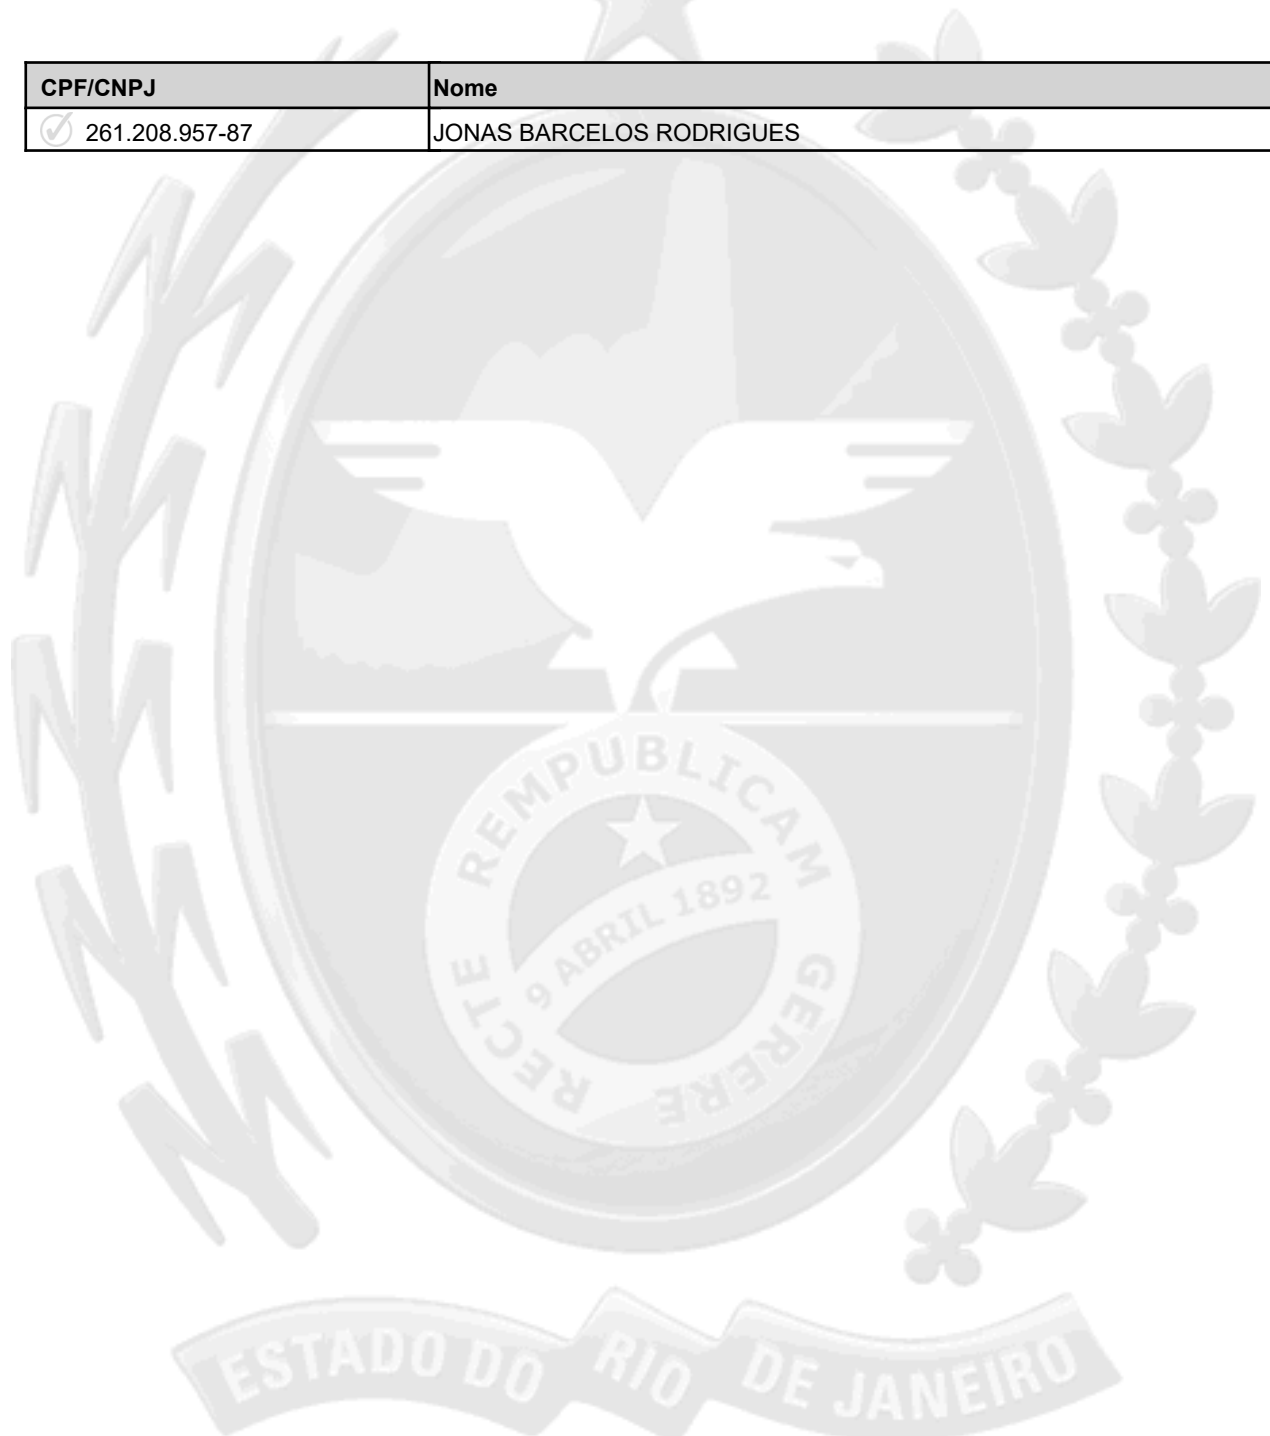 CPF/CNPJ Nome
261.208.957-87 JONAS BARCELOS RODRIGUES
REMPUBLICAM
9 ABRIL 1892
RECTE GERERE
ESTADO DO RIO DE JANEIRO